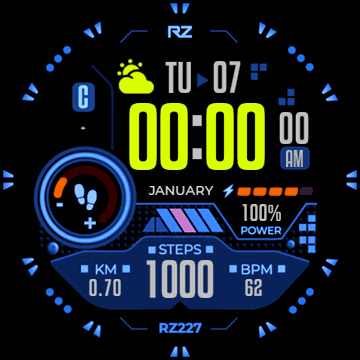 RZ
TU 07
C
-
00:00
00
AM
JANUARY
100%
POWER
- +
STEPS
KM
1000
BPM
0.70
62
RZ227